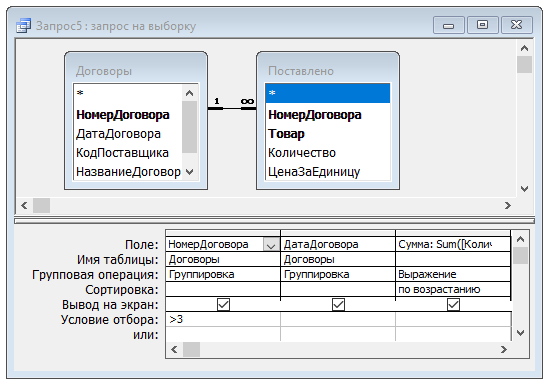 Запрос5 : запрос на выборку
Договоры
*
НомерДоговора
ДатаДоговора
КодПоставщика
НазваниеДоговор
1 ∞
Поставлено
*
НомерДоговора
Товар
Количество
ЦенаЗаЕдиницу
Поле: НомерДоговора ДатаДоговора Сумма: Sum([Колич
Имя таблицы: Договоры Договоры
Групповая операция: Группировка Группировка Выражение
Сортировка: по возрастанию
Вывод на экран:
Условие отбора: >3
или: